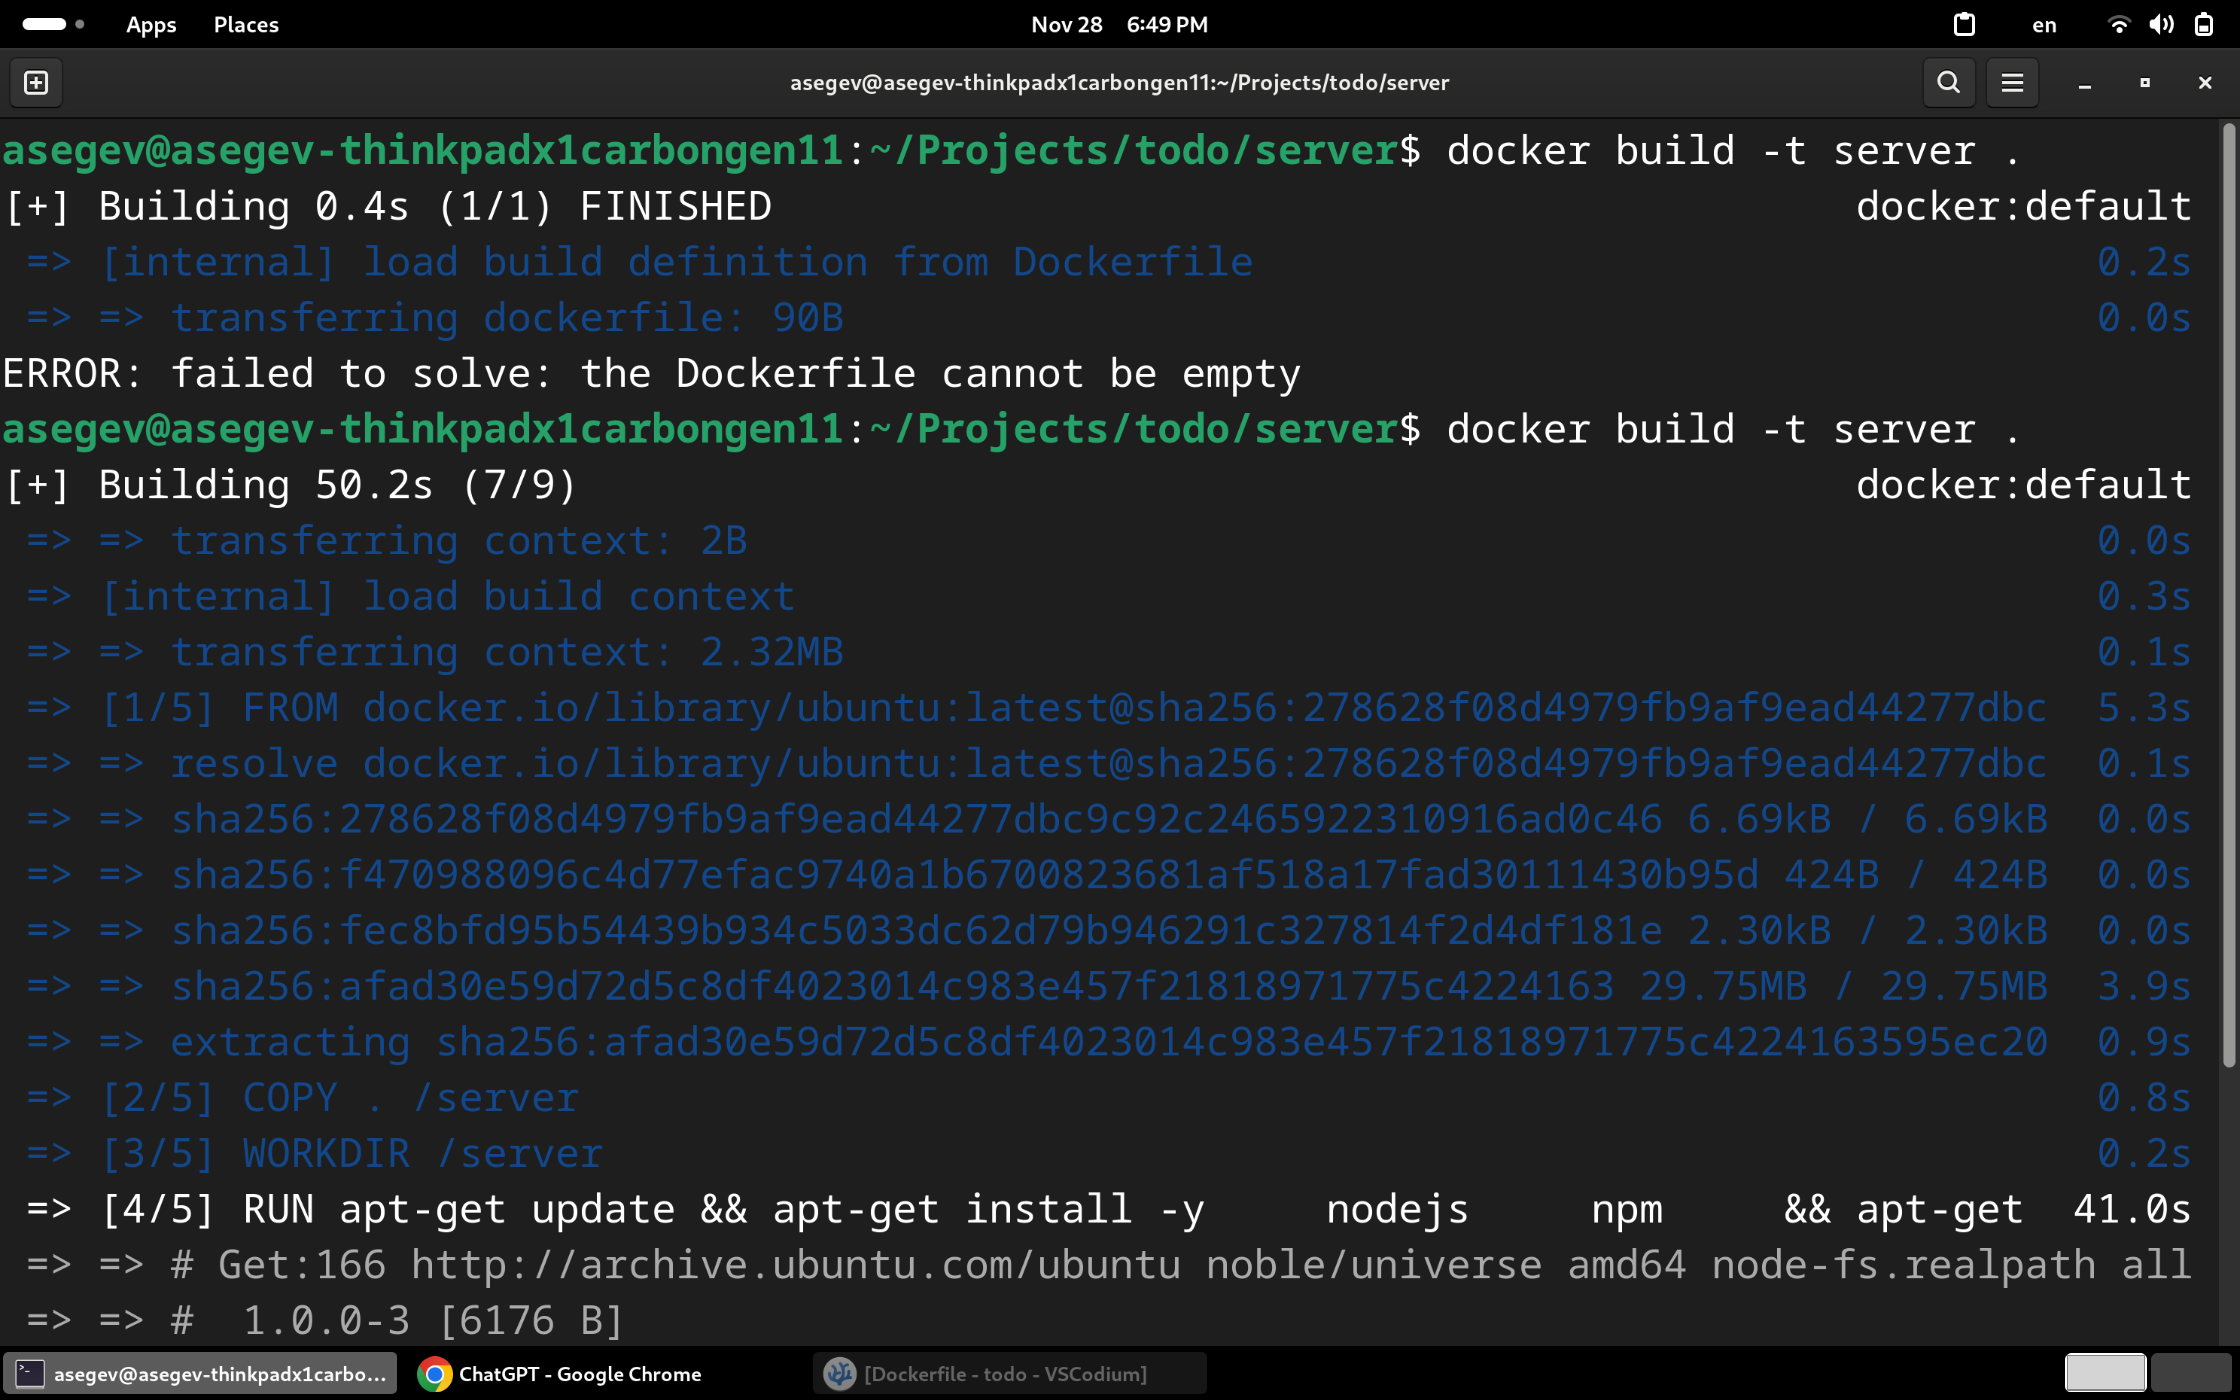 Apps Places Nov 28 6:49 PM en
asegev@asegev-thinkpadx1carbongen11:~/Projects/todo/server
asegev@asegev-thinkpadx1carbongen11:~/Projects/todo/server$ docker build -t server .
[+] Building 0.4s (1/1) FINISHED docker:default
=> [internal] load build definition from Dockerfile 0.2s
=> => transferring dockerfile: 90B 0.0s
ERROR: failed to solve: the Dockerfile cannot be empty
asegev@asegev-thinkpadx1carbongen11:~/Projects/todo/server$ docker build -t server .
[+] Building 50.2s (7/9) docker:default
=> => transferring context: 2B 0.0s
=> [internal] load build context 0.3s
=> => transferring context: 2.32MB 0.1s
=> [1/5] FROM docker.io/library/ubuntu:latest@sha256:278628f08d4979fb9af9ead44277dbc 5.3s
=> => resolve docker.io/library/ubuntu:latest@sha256:278628f08d4979fb9af9ead44277dbc 0.1s
=> => sha256:278628f08d4979fb9af9ead44277dbc9c92c2465922310916ad0c46 6.69kB / 6.69kB 0.0s
=> => sha256:f470988096c4d77efac9740a1b6700823681af518a17fad30111430b95d 424B / 424B 0.0s
=> => sha256:fec8bfd95b54439b934c5033dc62d79b946291c327814f2d4df181e 2.30kB / 2.30kB 0.0s
=> => sha256:afad30e59d72d5c8df4023014c983e457f21818971775c4224163 29.75MB / 29.75MB 3.9s
=> => extracting sha256:afad30e59d72d5c8df4023014c983e457f21818971775c4224163595ec20 0.9s
=> [2/5] COPY . /server 0.8s
=> [3/5] WORKDIR /server 0.2s
=> [4/5] RUN apt-get update && apt-get install -y     nodejs     npm     && apt-get 41.0s
=> => # Get:166 http://archive.ubuntu.com/ubuntu noble/universe amd64 node-fs.realpath all
=> => #  1.0.0-3 [6176 B]
asegev@asegev-thinkpadx1carbo... ChatGPT - Google Chrome [Dockerfile - todo - VSCodium]